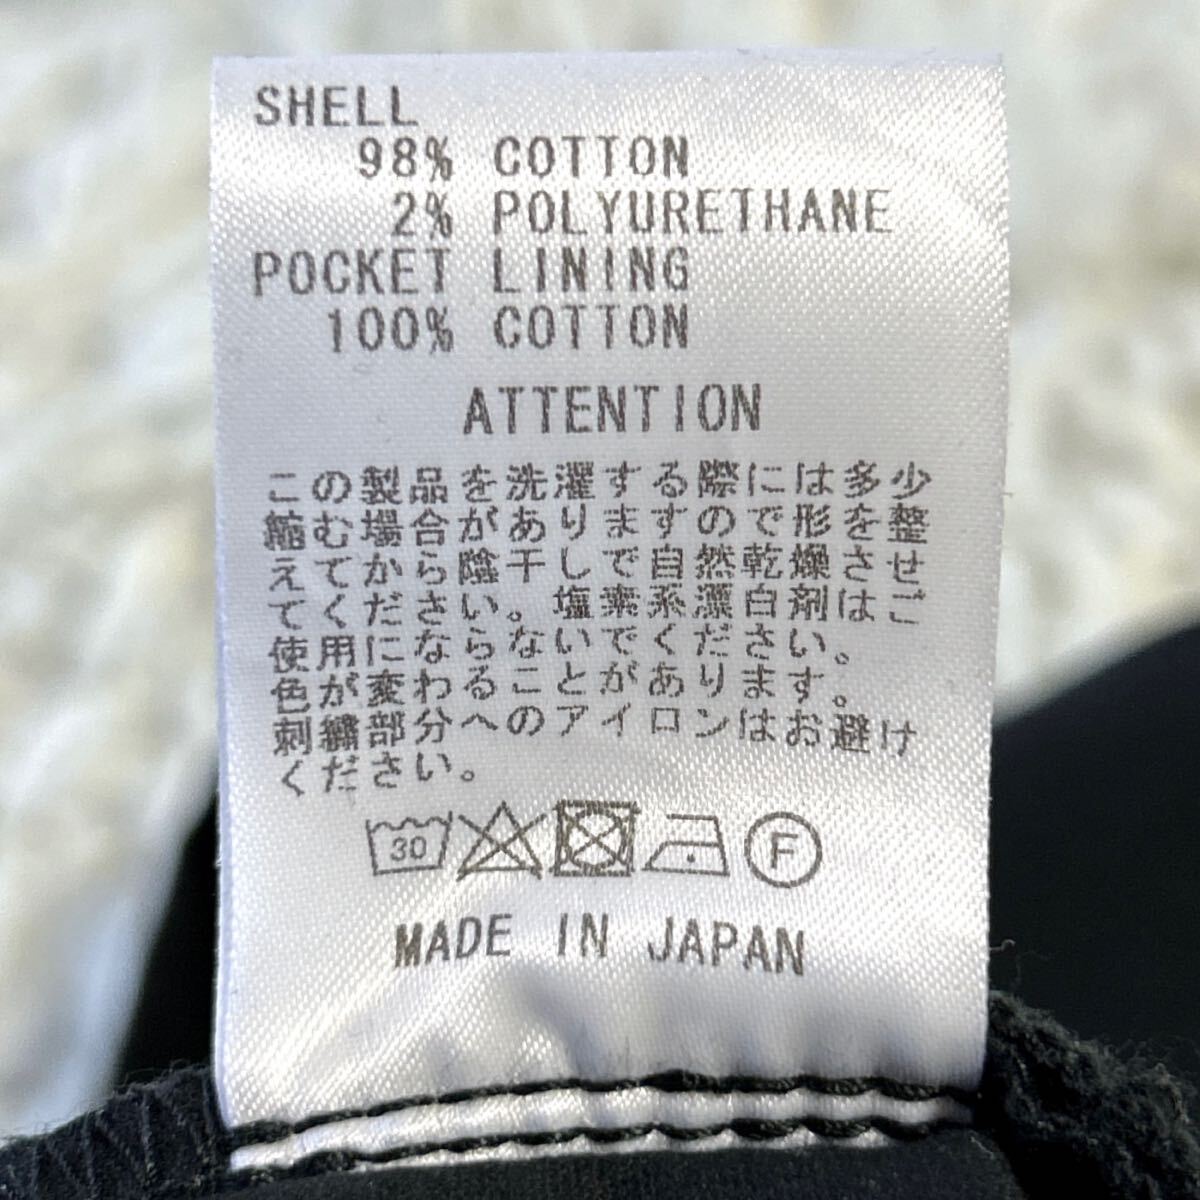 SHELL
98% COTTON
2% POLYURETHANE
POCKET LINING
100% COTTON
ATTENTION
この製品を洗濯する際には多少
縮む場合がありますので形を整
えてから陰干しで自然乾燥させ
てください。塩素系漂白剤はご
使用にならないでください。
色が変わることがあります。
刺繍部分へのアイロンはお避け
ください。
30
F
MADE IN JAPAN